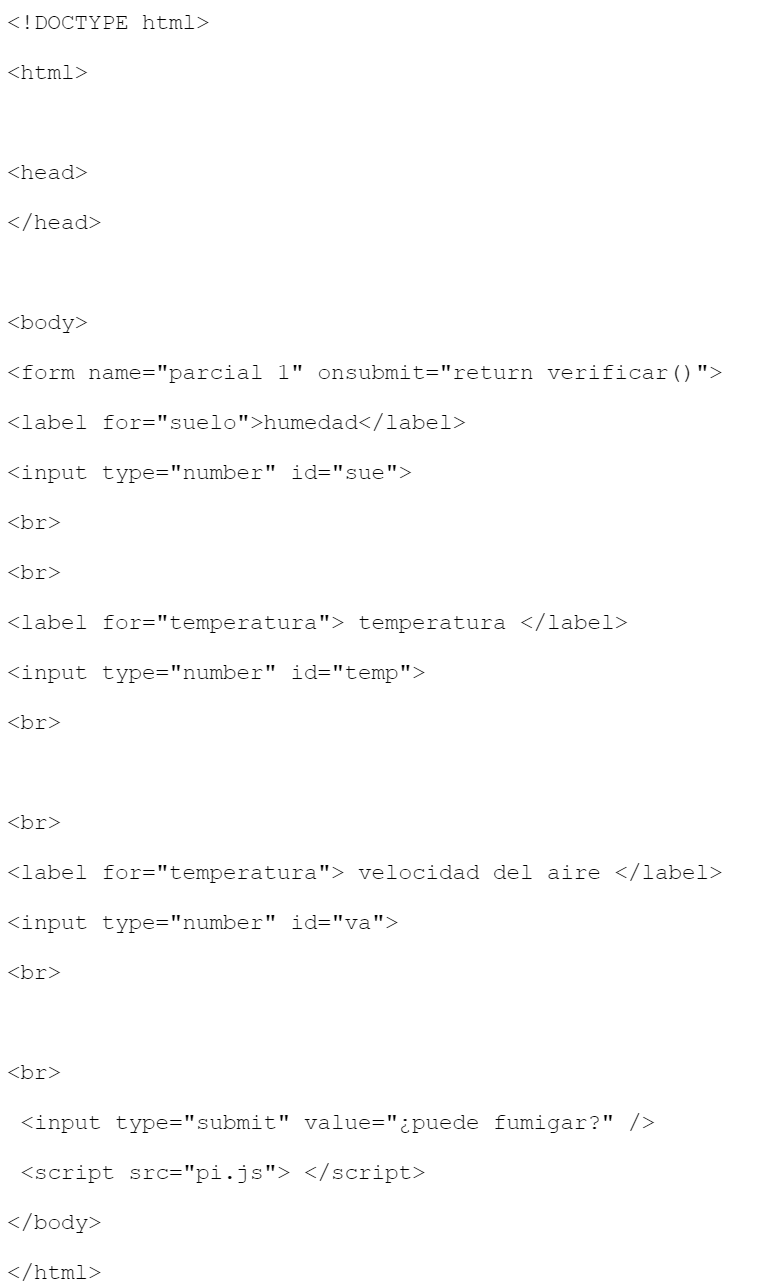 <!DOCTYPE html>
<html>
<head>
</head>
<body>
<form name="parcial 1" onsubmit="return verificar()">
<label for="suelo">humedad</label>
<input type="number" id="sue">
<br>
<br>
<label for="temperatura"> temperatura </label>
<input type="number" id="temp">
<br>
<br>
<label for="temperatura"> velocidad del aire </label>
<input type="number" id="va">
<br>
<br>
<input type="submit" value="¿puede fumigar?" />
<script src="pi.js"> </script>
</body>
</html>